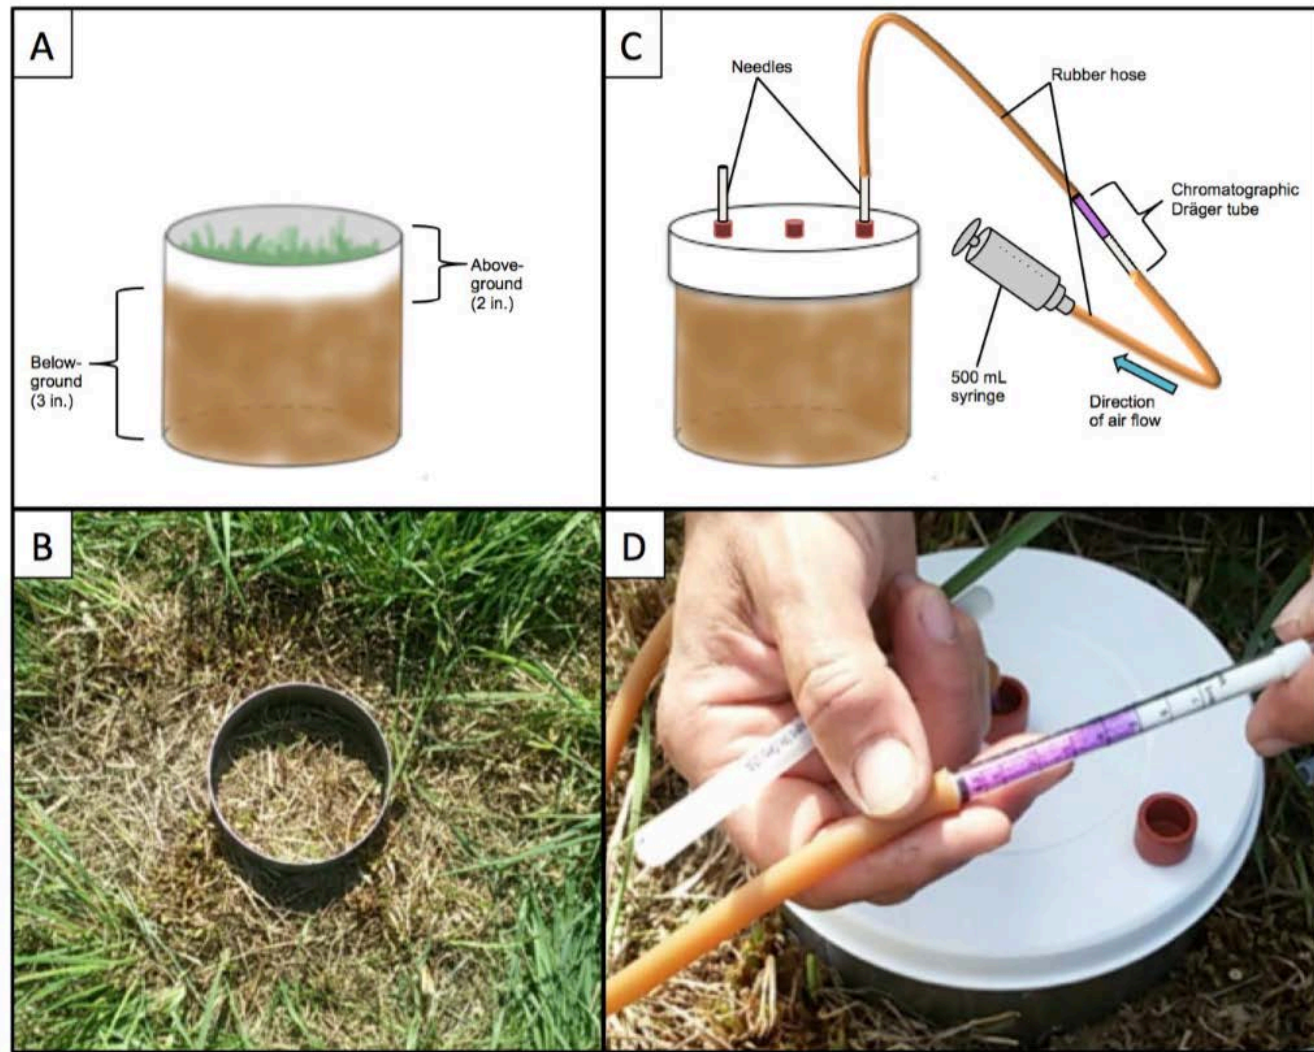 A
Above-
ground
(2 in.)
Below-
ground
(3 in.)
C
Needles
Rubber hose
Chromatographic
Dräger tube
500 mL
syringe
Direction
of air flow
B
D